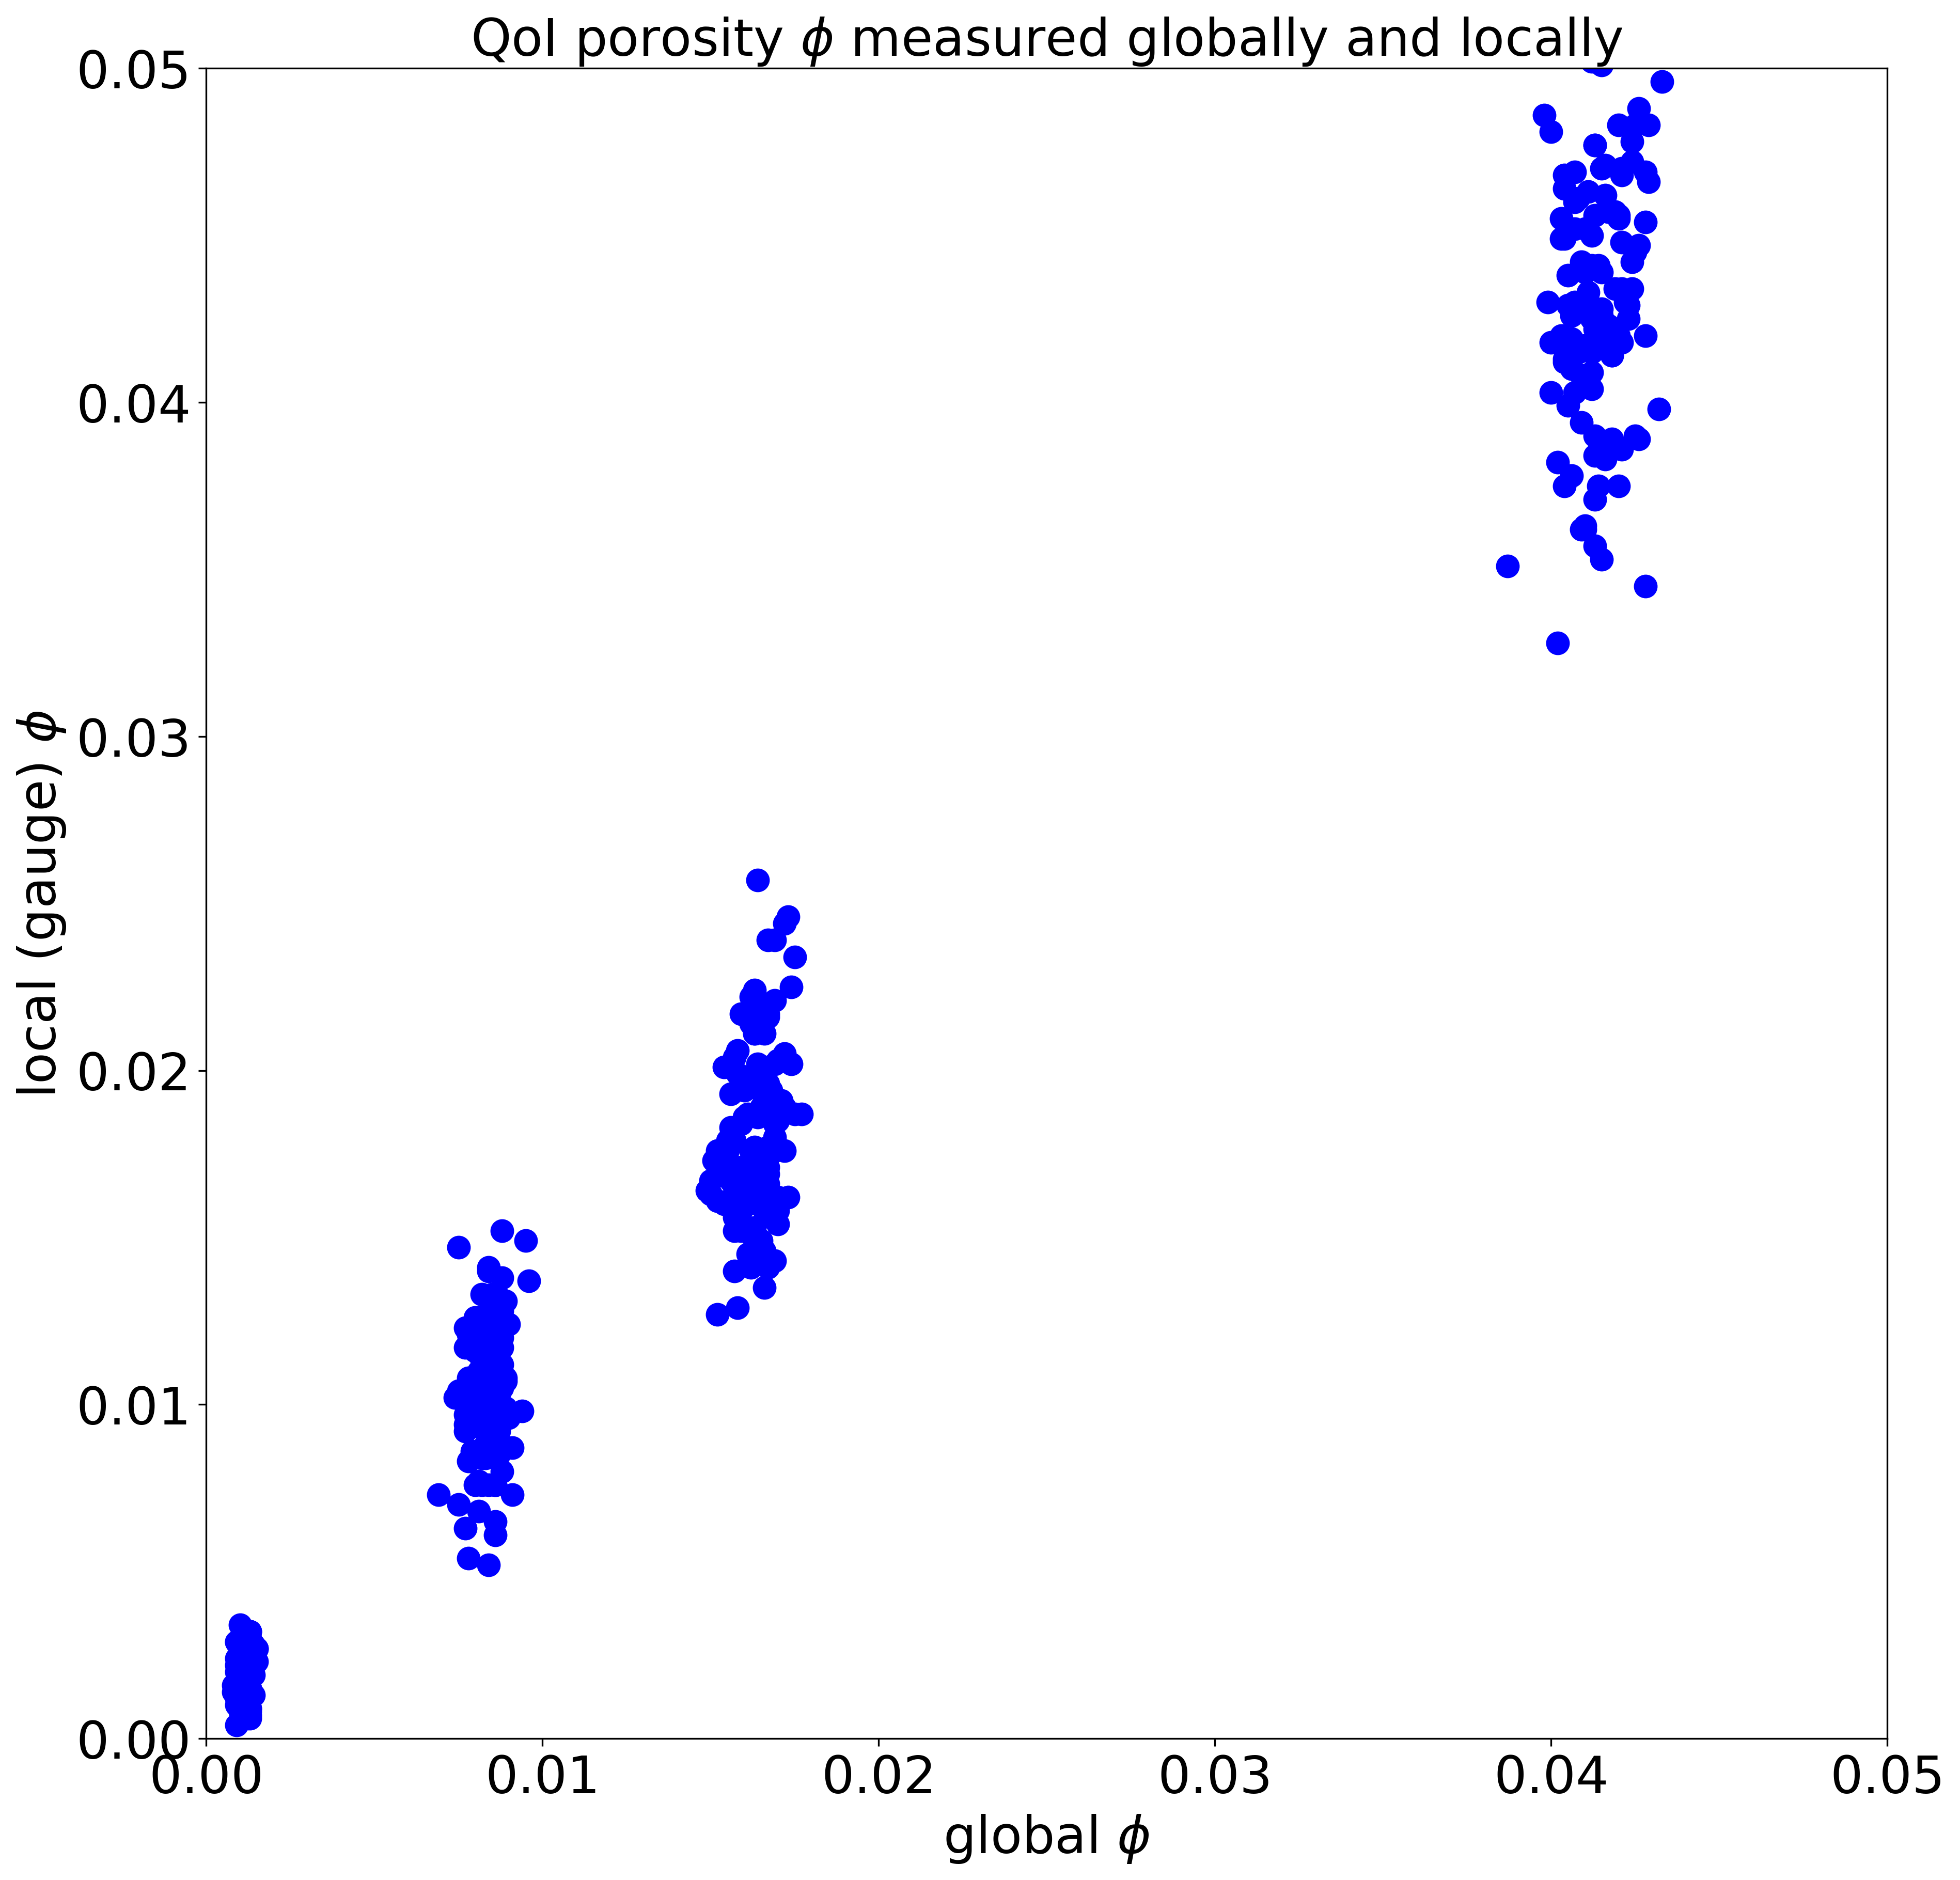 QoI porosity ϕ measured globally and locally
0.05
0.04
0.03
0.02
0.01
0.00
local (gauge) ϕ
0.00 0.01 0.02 0.03 0.04 0.05
global ϕ